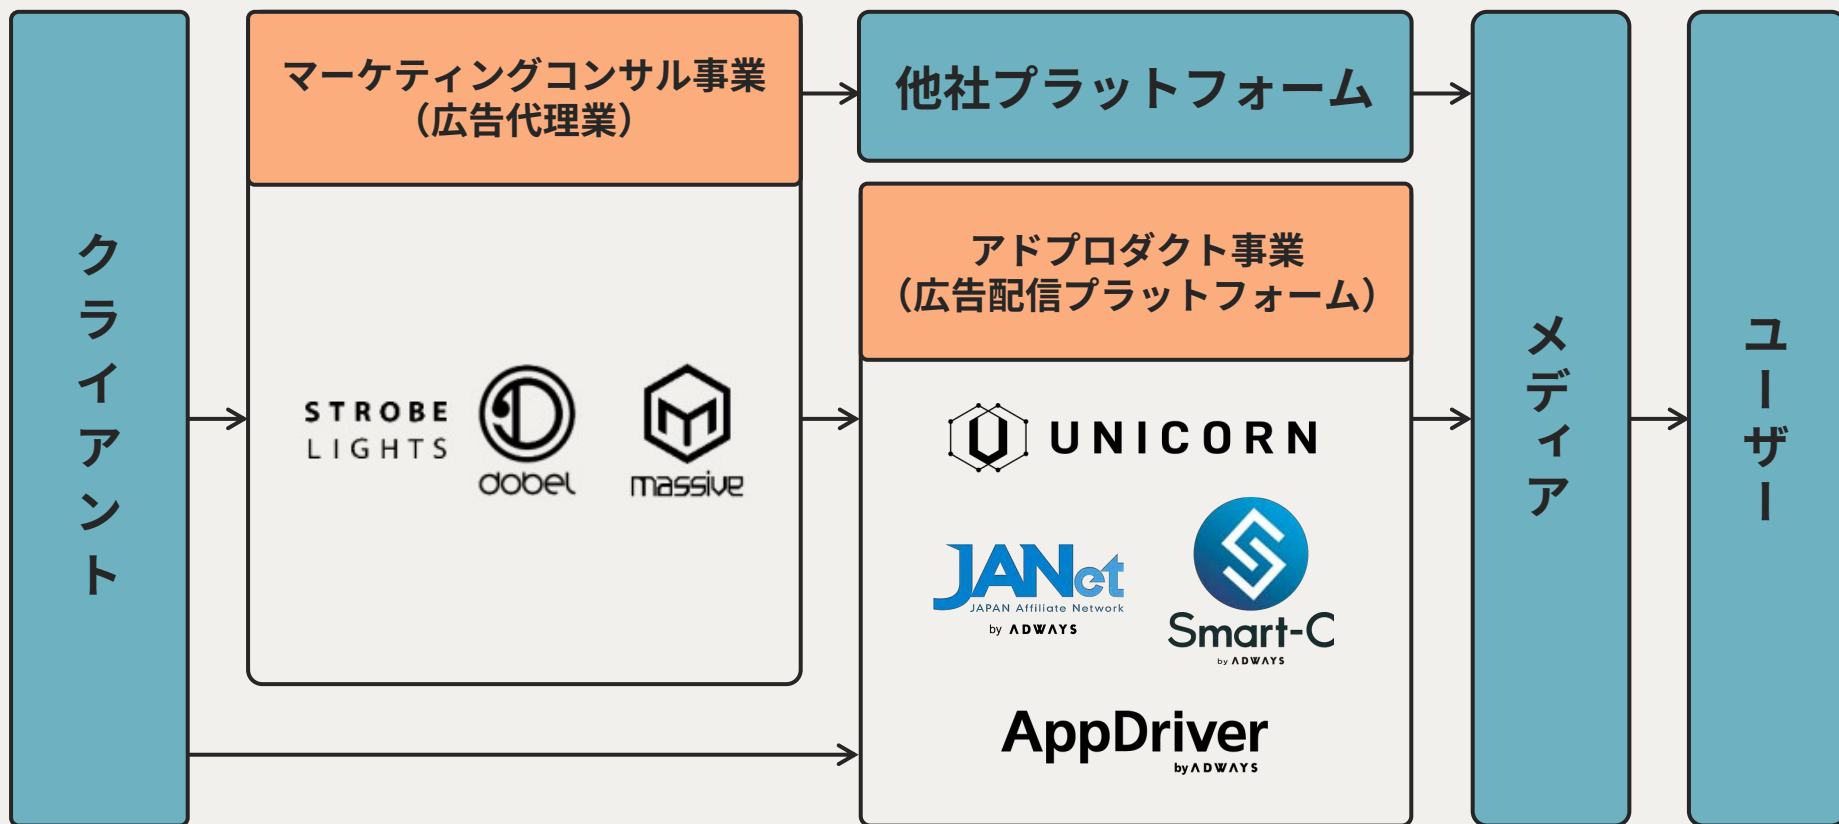 クライアント
マーケティングコンサル事業
（広告代理業）
STROBE
LIGHTS
dobel
massive
他社プラットフォーム
アドプロダクト事業
（広告配信プラットフォーム）
UNICORN
JANet
JAPAN Affiliate Network
by ADWAYS
Smart-C
by ADWAYS
AppDriver
by ADWAYS
メディア
ユーザー